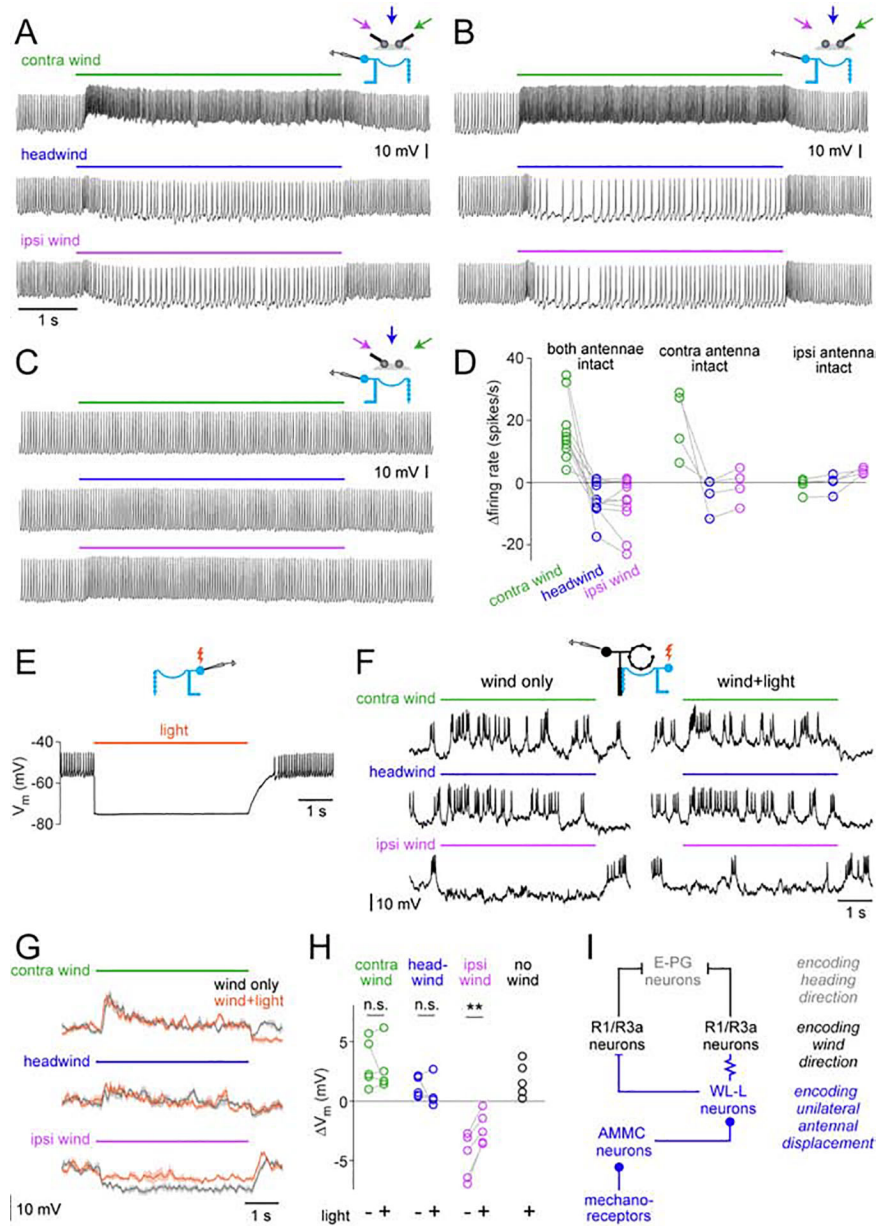 A
contra wind
10 mV
headwind
ipsi wind
1 s
B
10 mV
C
10 mV
D
both antennae
intact
contra antenna
intact
ipsi antenna
intact
Δfiring rate (spikes/s)
40
20
0
-20
contra wind
headwind
ipsi wind
E
light
Vm (mV)
-40
-60
-80
1 s
F
wind only
wind+light
contra wind
headwind
ipsi wind
10 mV
1 s
G
contra wind
wind only
wind+light
headwind
ipsi wind
10 mV
1 s
H
contra
wind
head-
wind
ipsi
wind
no
wind
n.s.
n.s.
**
ΔVm (mV)
5
0
-5
light - + - + - + +
I
E-PG
neurons
encoding
heading
direction
R1/R3a
neurons
R1/R3a
neurons
encoding
wind
direction
WL-L
neurons
encoding
unilateral
antennal
displacement
AMMC
neurons
mechano-
receptors